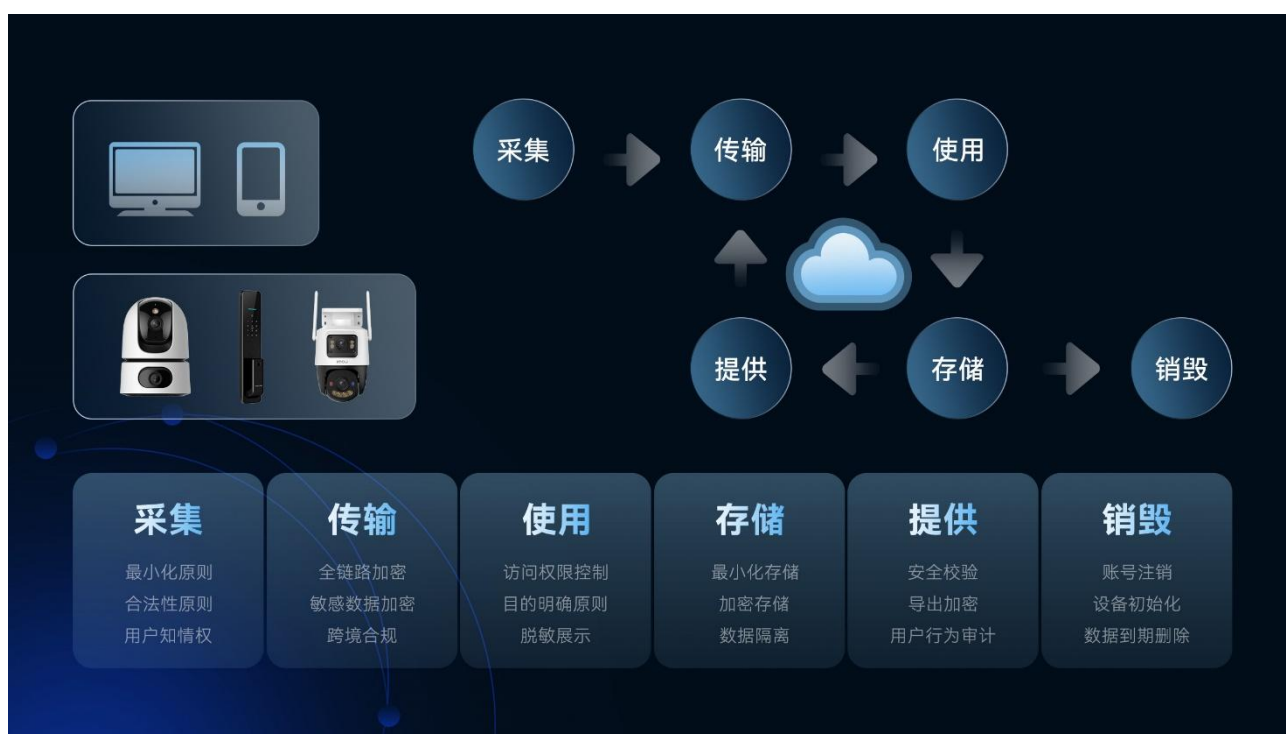 采集
传输
使用
提供
存储
销毁
采集
最小化原则
合法性原则
用户知情权
传输
全链路加密
敏感数据加密
跨境合规
使用
访问权限控制
目的明确原则
脱敏展示
存储
最小化存储
加密存储
数据隔离
提供
安全校验
导出加密
用户行为审计
销毁
账号注销
设备初始化
数据到期删除